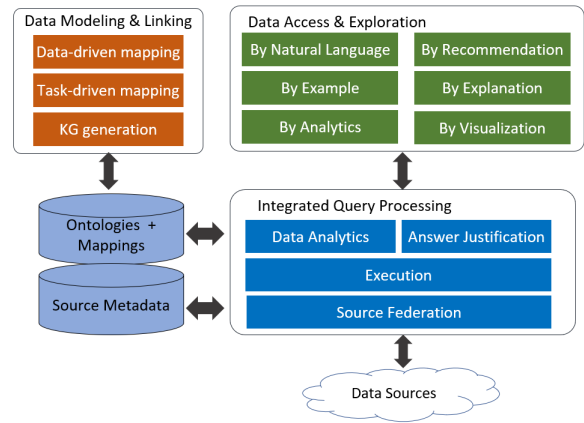 Data Modeling & Linking
Data-driven mapping
Task-driven mapping
KG generation
Data Access & Exploration
By Natural Language
By Recommendation
By Example
By Explanation
By Analytics
By Visualization
Ontologies +
Mappings
Source Metadata
Integrated Query Processing
Data Analytics
Answer Justification
Execution
Source Federation
Data Sources